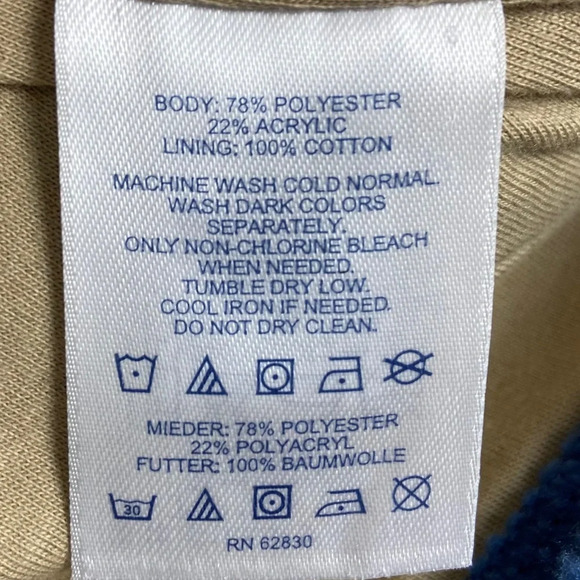 BODY: 78% POLYESTER
22% ACRYLIC
LINING: 100% COTTON
MACHINE WASH COLD NORMAL.
WASH DARK COLORS
SEPARATELY.
ONLY NON-CHLORINE BLEACH
WHEN NEEDED.
TUMBLE DRY LOW.
COOL IRON IF NEEDED.
DO NOT DRY CLEAN.
MIEDER: 78% POLYESTER
22% POLYACRYL
FUTTER: 100% BAUMWOLLE
30
RN 62830